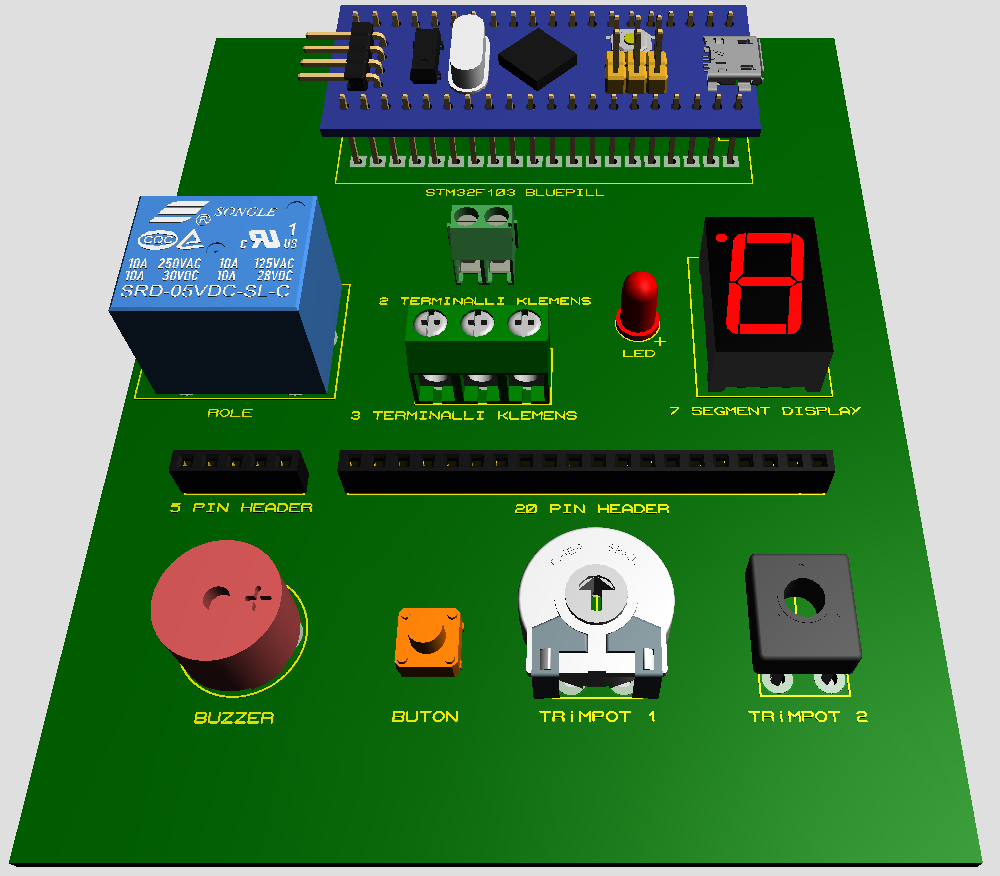 STM32F103 BLUEPILL
SONGLE
®
CQC
c RU US
1
10A 250VAC 10A 125VAC
10A 30VDC 10A 28VDC
SRD-05VDC-SL-C
2 TERMINALLI KLEMENS
LED
+
ROLE
3 TERMINALLI KLEMENS
7 SEGMENT DISPLAY
5 PIN HEADER
20 PIN HEADER
+
BUZZER
BUTON
TRiMPOT 1
TRiMPOT 2